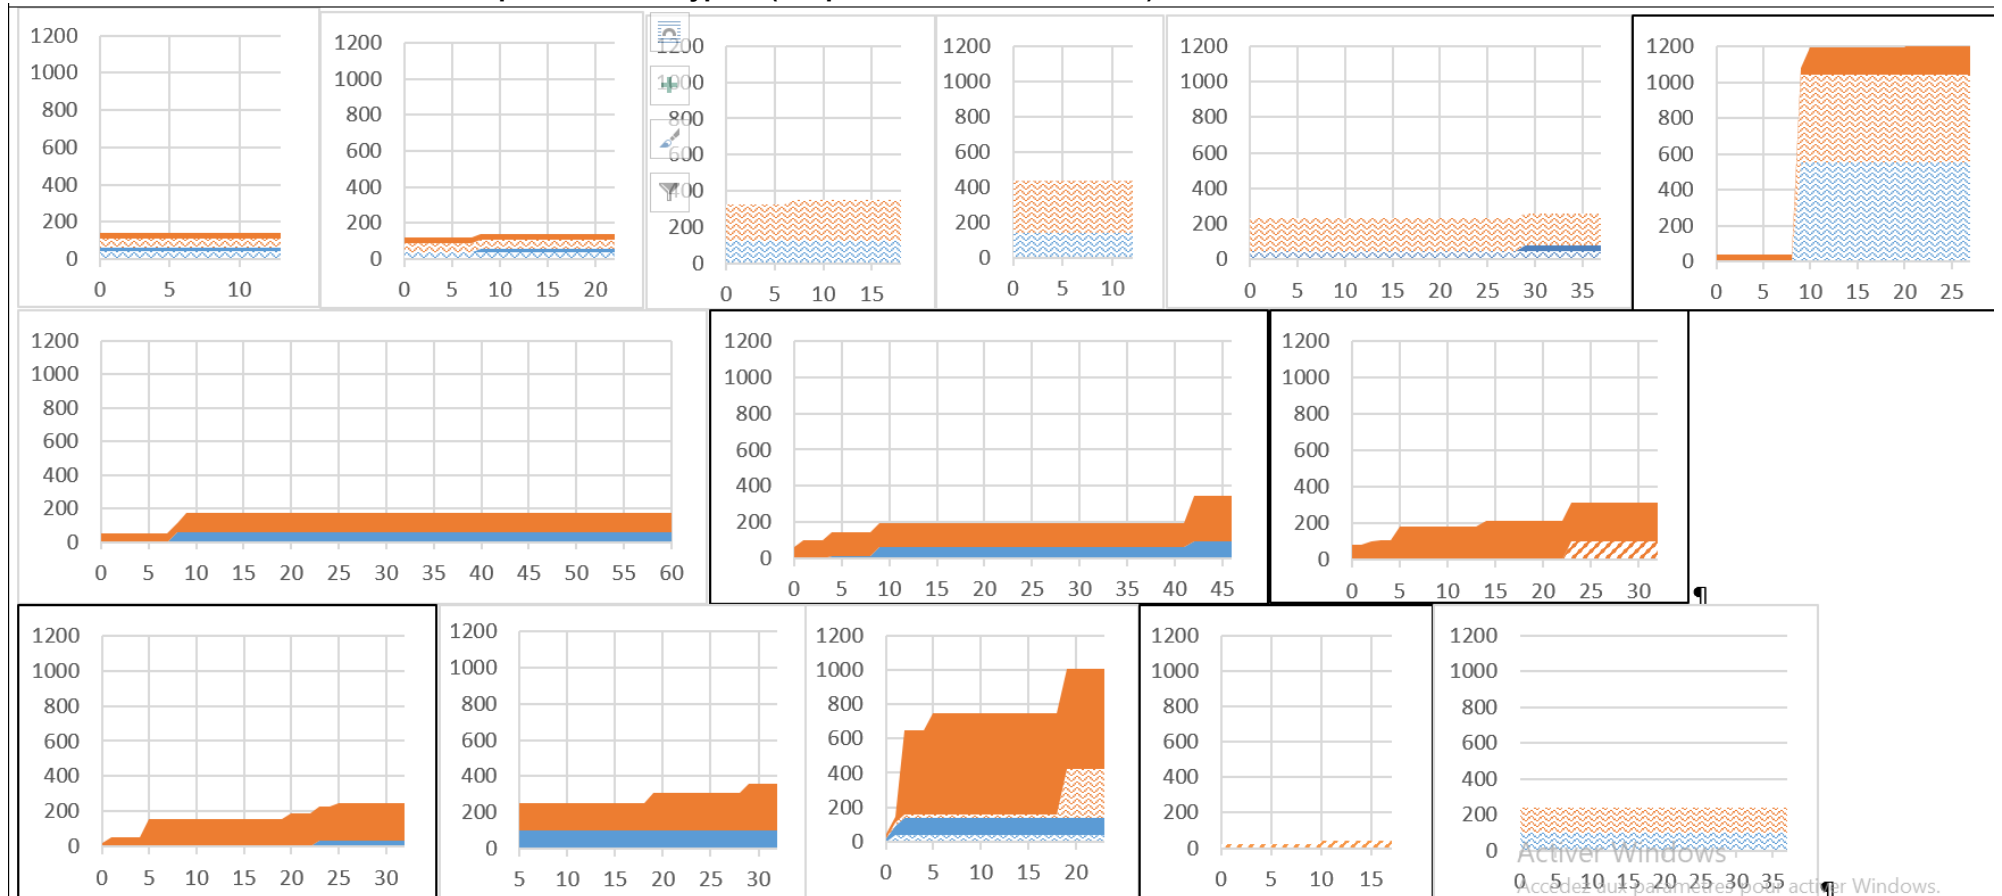 1200 1200 1200 1200 1200 1200
1000 1000 1000 1000 1000 1000
800 800 800 800 800 800
600 600 600 600 600 600
400 400 400 400 400 400
200 200 200 200 200 200
0 0 0 0 0 0
0 5 10 0 5 10 15 20 0 5 10 15 0 5 10 0 5 10 15 20 25 30 35 0 5 10 15 20 25
1200 1200 1200
1000 1000 1000
800 800 800
600 600 600
400 400 400
200 200 200
0 0 0
0 5 10 15 20 25 30 35 40 45 50 55 60 0 5 10 15 20 25 30 35 40 45 0 5 10 15 20 25 30 ¶
1200 1200 1200 1200 1200
1000 1000 1000 1000 1000
800 800 800 800 800
600 600 600 600 600
400 400 400 400 400
200 200 200 200 200
0 0 0 0 0
Activer Windows
0 5 10 15 20 25 30 5 10 15 20 25 30 0 5 10 15 20 0 5 10 15 0 5 10 15 20 25 30 35 ¶
Accédez aux paramètres pour activer Windows.